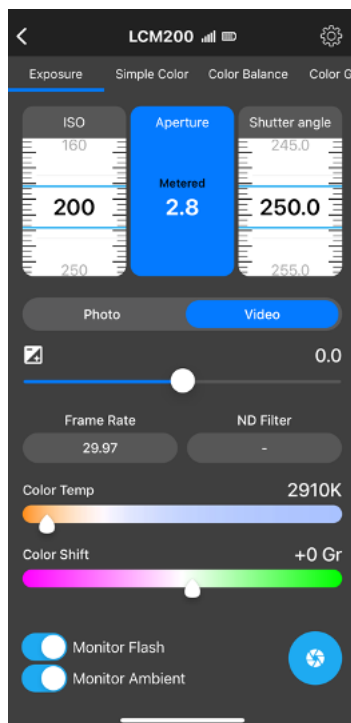 LCM200
Exposure Simple Color Color Balance Color G
ISO Aperture Shutter angle
160 245.0
Metered
200 2.8 250.0
250 255.0
Photo Video
0.0
Frame Rate ND Filter
29.97 -
Color Temp 2910K
Color Shift +0 Gr
Monitor Flash
Monitor Ambient